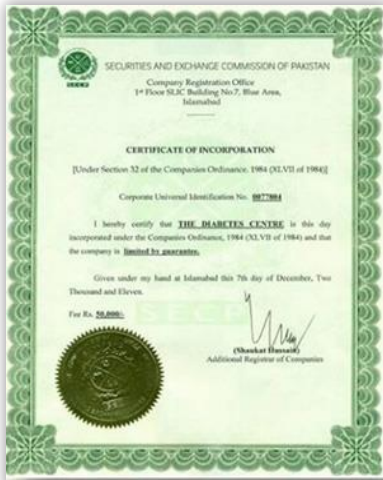 SECURITIES AND EXCHANGE COMMISSION OF PAKISTAN
SECP
Company Registration Office
1st Floor SLIC Building No.7, Blue Area,
Islamabad
CERTIFICATE OF INCORPORATION
[Under Section 32 of the Companies Ordinance, 1984 (XLVII of 1984)]
Corporate Universal Identification No. 0077804
I hereby certify that THE DIABETES CENTRE is this day
incorporated under the Companies Ordinance, 1984 (XLVII of 1984) and that
the company is limited by guarantee.
Given under my hand at Islamabad this 7th day of December, Two
Thousand and Eleven.
Fee Rs. 50,000/-
SECP
(Shaukat Hussain)
Additional Registrar of Companies